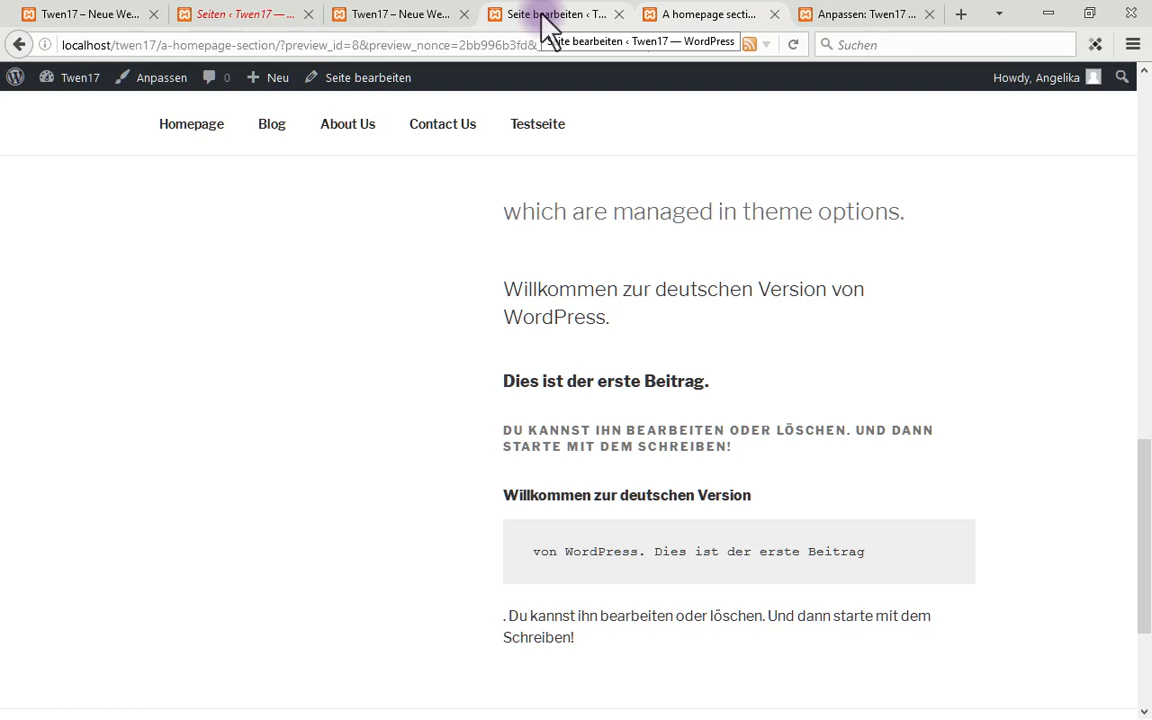 Twen17 – Neue We...
Seiten ‹ Twen17 — ...
Twen17 – Neue We...
Seite bearbeiten ‹ T...
A homepage secti...
Anpassen: Twen17 ...
localhost/twen17/a-homepage-section/?preview_id=8&preview_nonce=2bb996b3fd&
bearbeiten ‹ Twen17 — WordPress
Suchen
Twen17
Anpassen
0
Neu
Seite bearbeiten
Howdy, Angelika
Homepage
Blog
About Us
Contact Us
Testseite
which are managed in theme options.
Willkommen zur deutschen Version von
WordPress.
Dies ist der erste Beitrag.
DU KANNST IHN BEARBEITEN ODER LÖSCHEN. UND DANN
STARTE MIT DEM SCHREIBEN!
Willkommen zur deutschen Version
von WordPress. Dies ist der erste Beitrag
. Du kannst ihn bearbeiten oder löschen. Und dann starte mit dem
Schreiben!